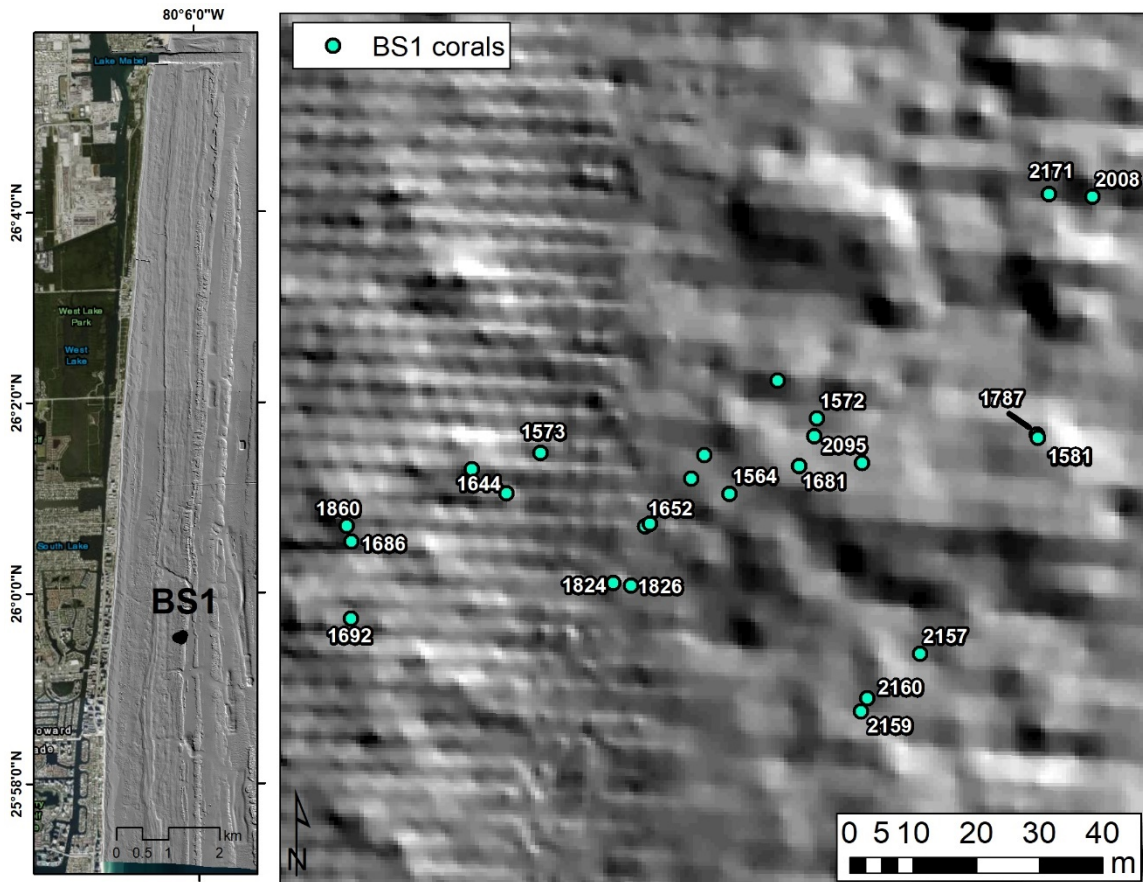 80°6'0"W
Lake Mabel
26°4'0"N
West Lake
Park
West
Lake
26°2'0"N
South Lake
26°0'0"N
BS1
25°58'0"N
0 0.5 1 2
km
BS1 corals
2171
2008
1787
1572
1573
2095
1581
1644
1564
1681
1860
1652
1686
1824
1826
1692
2157
2160
2159
N
0 5 10 20 30 40
m